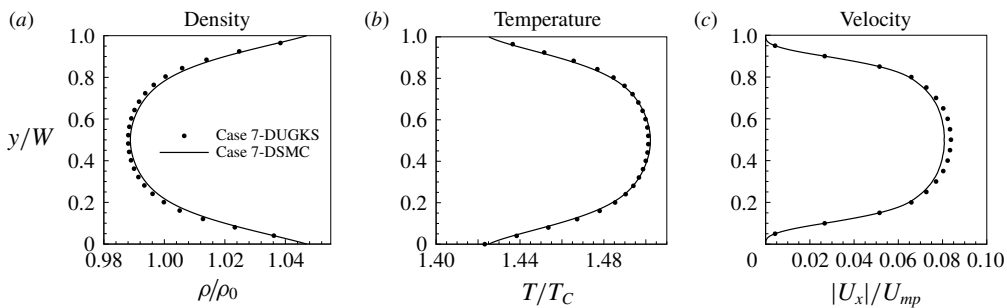 (a) Density
1.0
0.8
0.6
y/W
0.4
0.2
0
Case 7-DUGKS
Case 7-DSMC
0.98 1.00 1.02 1.04
ρ/ρ0
(b) Temperature
1.0
0.8
0.6
0.4
0.2
0
1.40 1.44 1.48
T/TC
(c) Velocity
1.0
0.8
0.6
0.4
0.2
0
0.02 0.04 0.06 0.08 0.10
|Ux|/Ump